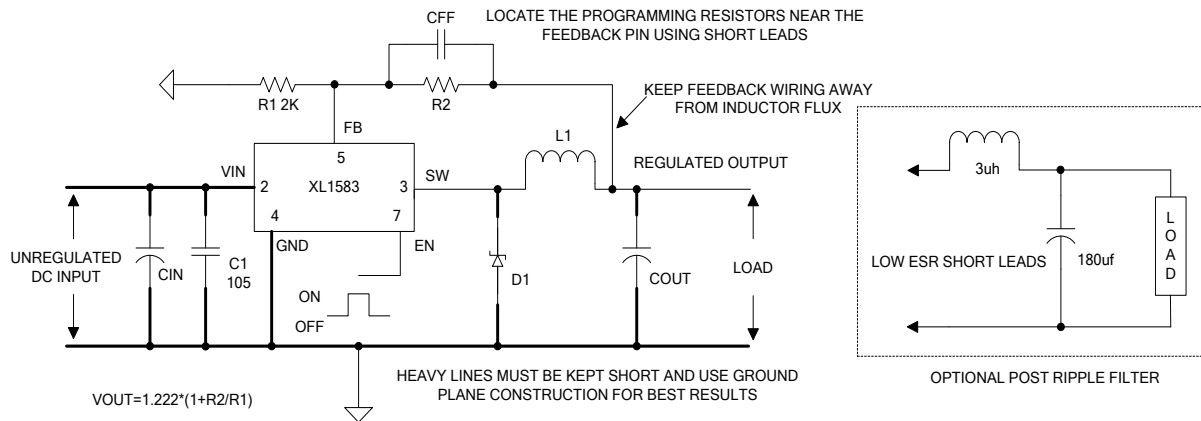 CFF
LOCATE THE PROGRAMMING RESISTORS NEAR THE
FEEDBACK PIN USING SHORT LEADS
R1 2K
R2
KEEP FEEDBACK WIRING AWAY
FROM INDUCTOR FLUX
FB
L1
5
VIN
SW
REGULATED OUTPUT
2
XL1583
3
4
7
GND
EN
UNREGULATED
DC INPUT
CIN
C1
105
ON
OFF
D1
COUT
LOAD
3uh
LOW ESR SHORT LEADS
180uf
LOAD
HEAVY LINES MUST BE KEPT SHORT AND USE GROUND
PLANE CONSTRUCTION FOR BEST RESULTS
OPTIONAL POST RIPPLE FILTER
VOUT=1.222*(1+R2/R1)